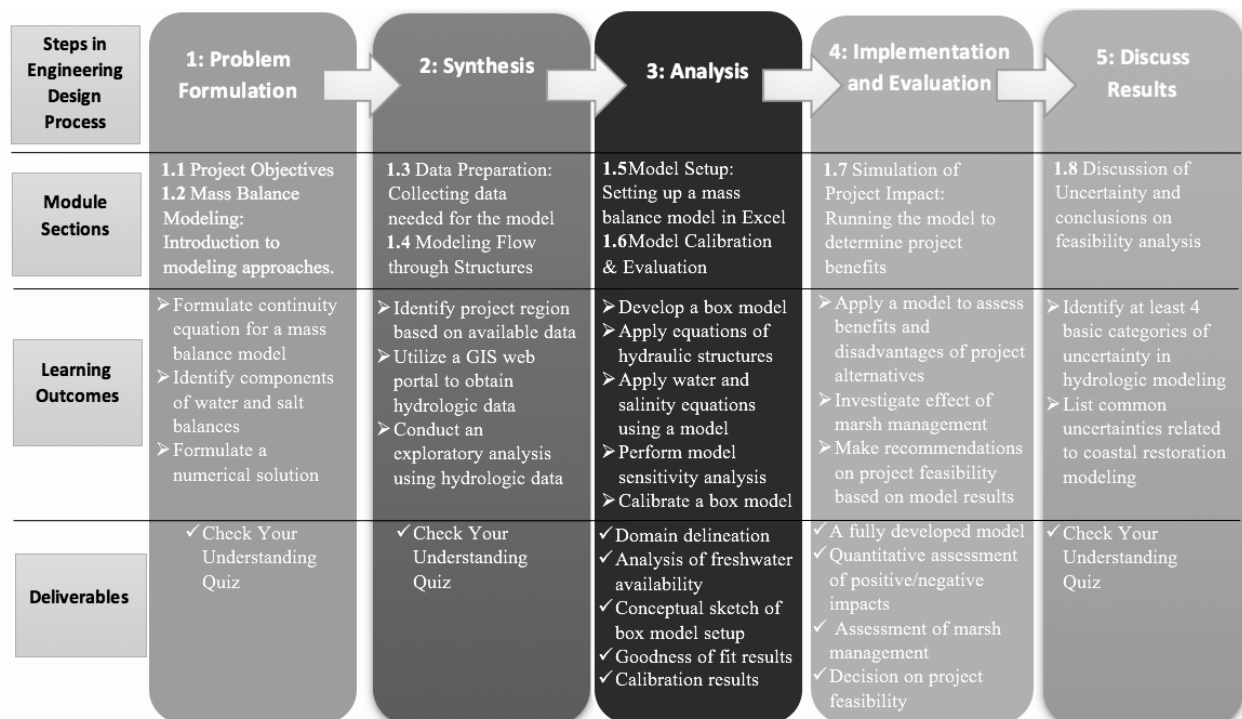 Steps in
Engineering
Design
Process
1: Problem
Formulation
2: Synthesis
3: Analysis
4: Implementation
and Evaluation
5: Discuss
Results
Module
Sections
1.1 Project Objectives
1.2 Mass Balance
Modeling:
Introduction to
modeling approaches.
1.3 Data Preparation:
Collecting data
needed for the model
1.4 Modeling Flow
through Structures
1.5Model Setup:
Setting up a mass
balance model in Excel
1.6Model Calibration
& Evaluation
1.7 Simulation of
Project Impact:
Running the model to
determine project
benefits
1.8 Discussion of
Uncertainty and
conclusions on
feasibility analysis
Learning
Outcomes
➢Formulate continuity
equation for a mass
balance model
➢Identify components
of water and salt
balances
➢Formulate a
numerical solution
➢Identify project region
based on available data
➢Utilize a GIS web
portal to obtain
hydrologic data
➢Conduct an
exploratory analysis
using hydrologic data
➢Develop a box model
➢Apply equations of
hydraulic structures
➢Apply water and
salinity equations
using a model
➢Perform model
sensitivity analysis
➢Calibrate a box model
➢Apply a model to assess
benefits and
disadvantages of project
alternatives
➢Investigate effect of
marsh management
➢Make recommendations
on project feasibility
based on model results
➢Identify at least 4
basic categories of
uncertainty in
hydrologic modeling
➢List common
uncertainties related
to coastal restoration
modeling
Deliverables
✓Check Your
Understanding
Quiz
✓Check Your
Understanding
Quiz
✓Domain delineation
✓Analysis of freshwater
availability
✓Conceptual sketch of
box model setup
✓Goodness of fit results
✓Calibration results
✓A fully developed model
✓Quantitative assessment
of positive/negative
impacts
✓ Assessment of marsh
management
✓Decision on project
feasibility
✓Check Your
Understanding
Quiz